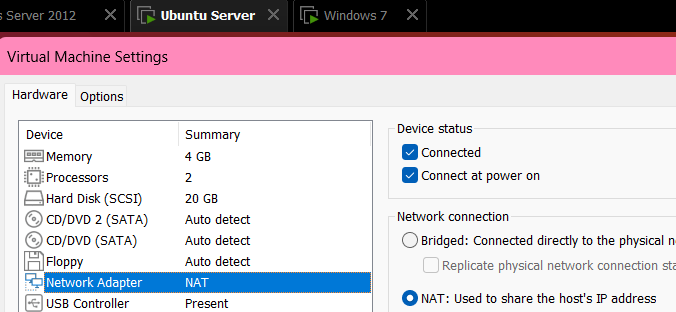 s Server 2012
Ubuntu Server
Windows 7
Virtual Machine Settings
Hardware
Options
Device
Summary
Memory
4 GB
Processors
2
Hard Disk (SCSI)
20 GB
CD/DVD 2 (SATA)
Auto detect
CD/DVD (SATA)
Auto detect
Floppy
Auto detect
Network Adapter
NAT
USB Controller
Present
Device status
Connected
Connect at power on
Network connection
Bridged: Connected directly to the physical n
Replicate physical network connection sta
NAT: Used to share the host's IP address